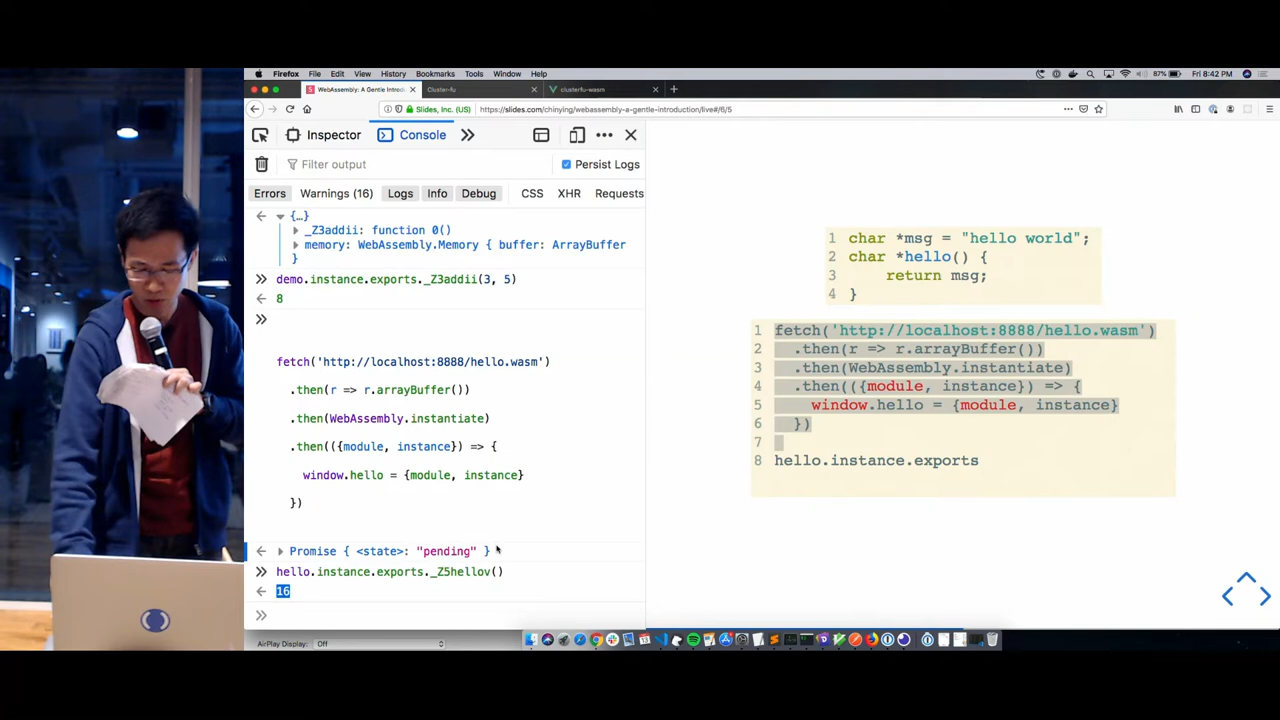 Firefox File Edit View History Bookmarks Tools Window Help 87% Fri 8:42 PM
WebAssembly: A Gentle Introd Cluster-fu clusterfu-wasm
Slides, Inc. (US) https://slides.com/chinying/webassembly-a-gentle-introduction/live#/6/5
Inspector Console
Filter output Persist Logs
Errors Warnings (16) Logs Info Debug CSS XHR Requests
{…}
_Z3addii: function 0()
memory: WebAssembly.Memory { buffer: ArrayBuffer
}
demo.instance.exports._Z3addii(3, 5)
8
fetch('http://localhost:8888/hello.wasm')
.then(r => r.arrayBuffer())
.then(WebAssembly.instantiate)
.then(({module, instance}) => {
window.hello = {module, instance}
})
Promise { <state>: "pending" }
hello.instance.exports._Z5hellov()
16
1 char *msg = "hello world";
2 char *hello() {
3 return msg;
4 }
1 fetch('http://localhost:8888/hello.wasm')
2 .then(r => r.arrayBuffer())
3 .then(WebAssembly.instantiate)
4 .then(({module, instance}) => {
5 window.hello = {module, instance}
6 })
7
8 hello.instance.exports
AirPlay Display: Off